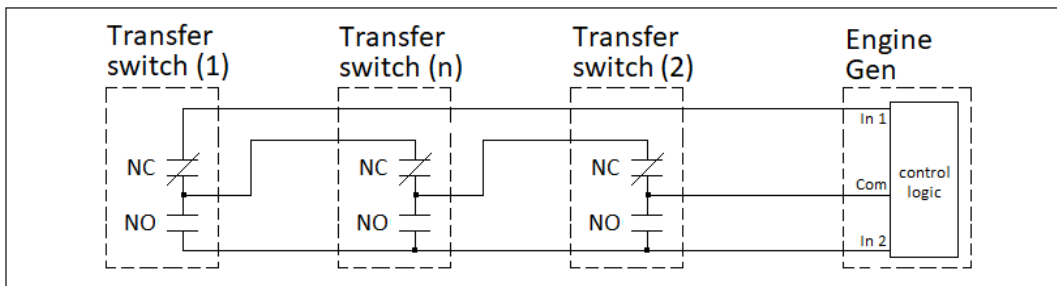 Transfer
switch (1)
Transfer
switch (n)
Transfer
switch (2)
Engine
Gen
In 1
NC
NC
NC
Com
control
logic
NO
NO
NO
In 2